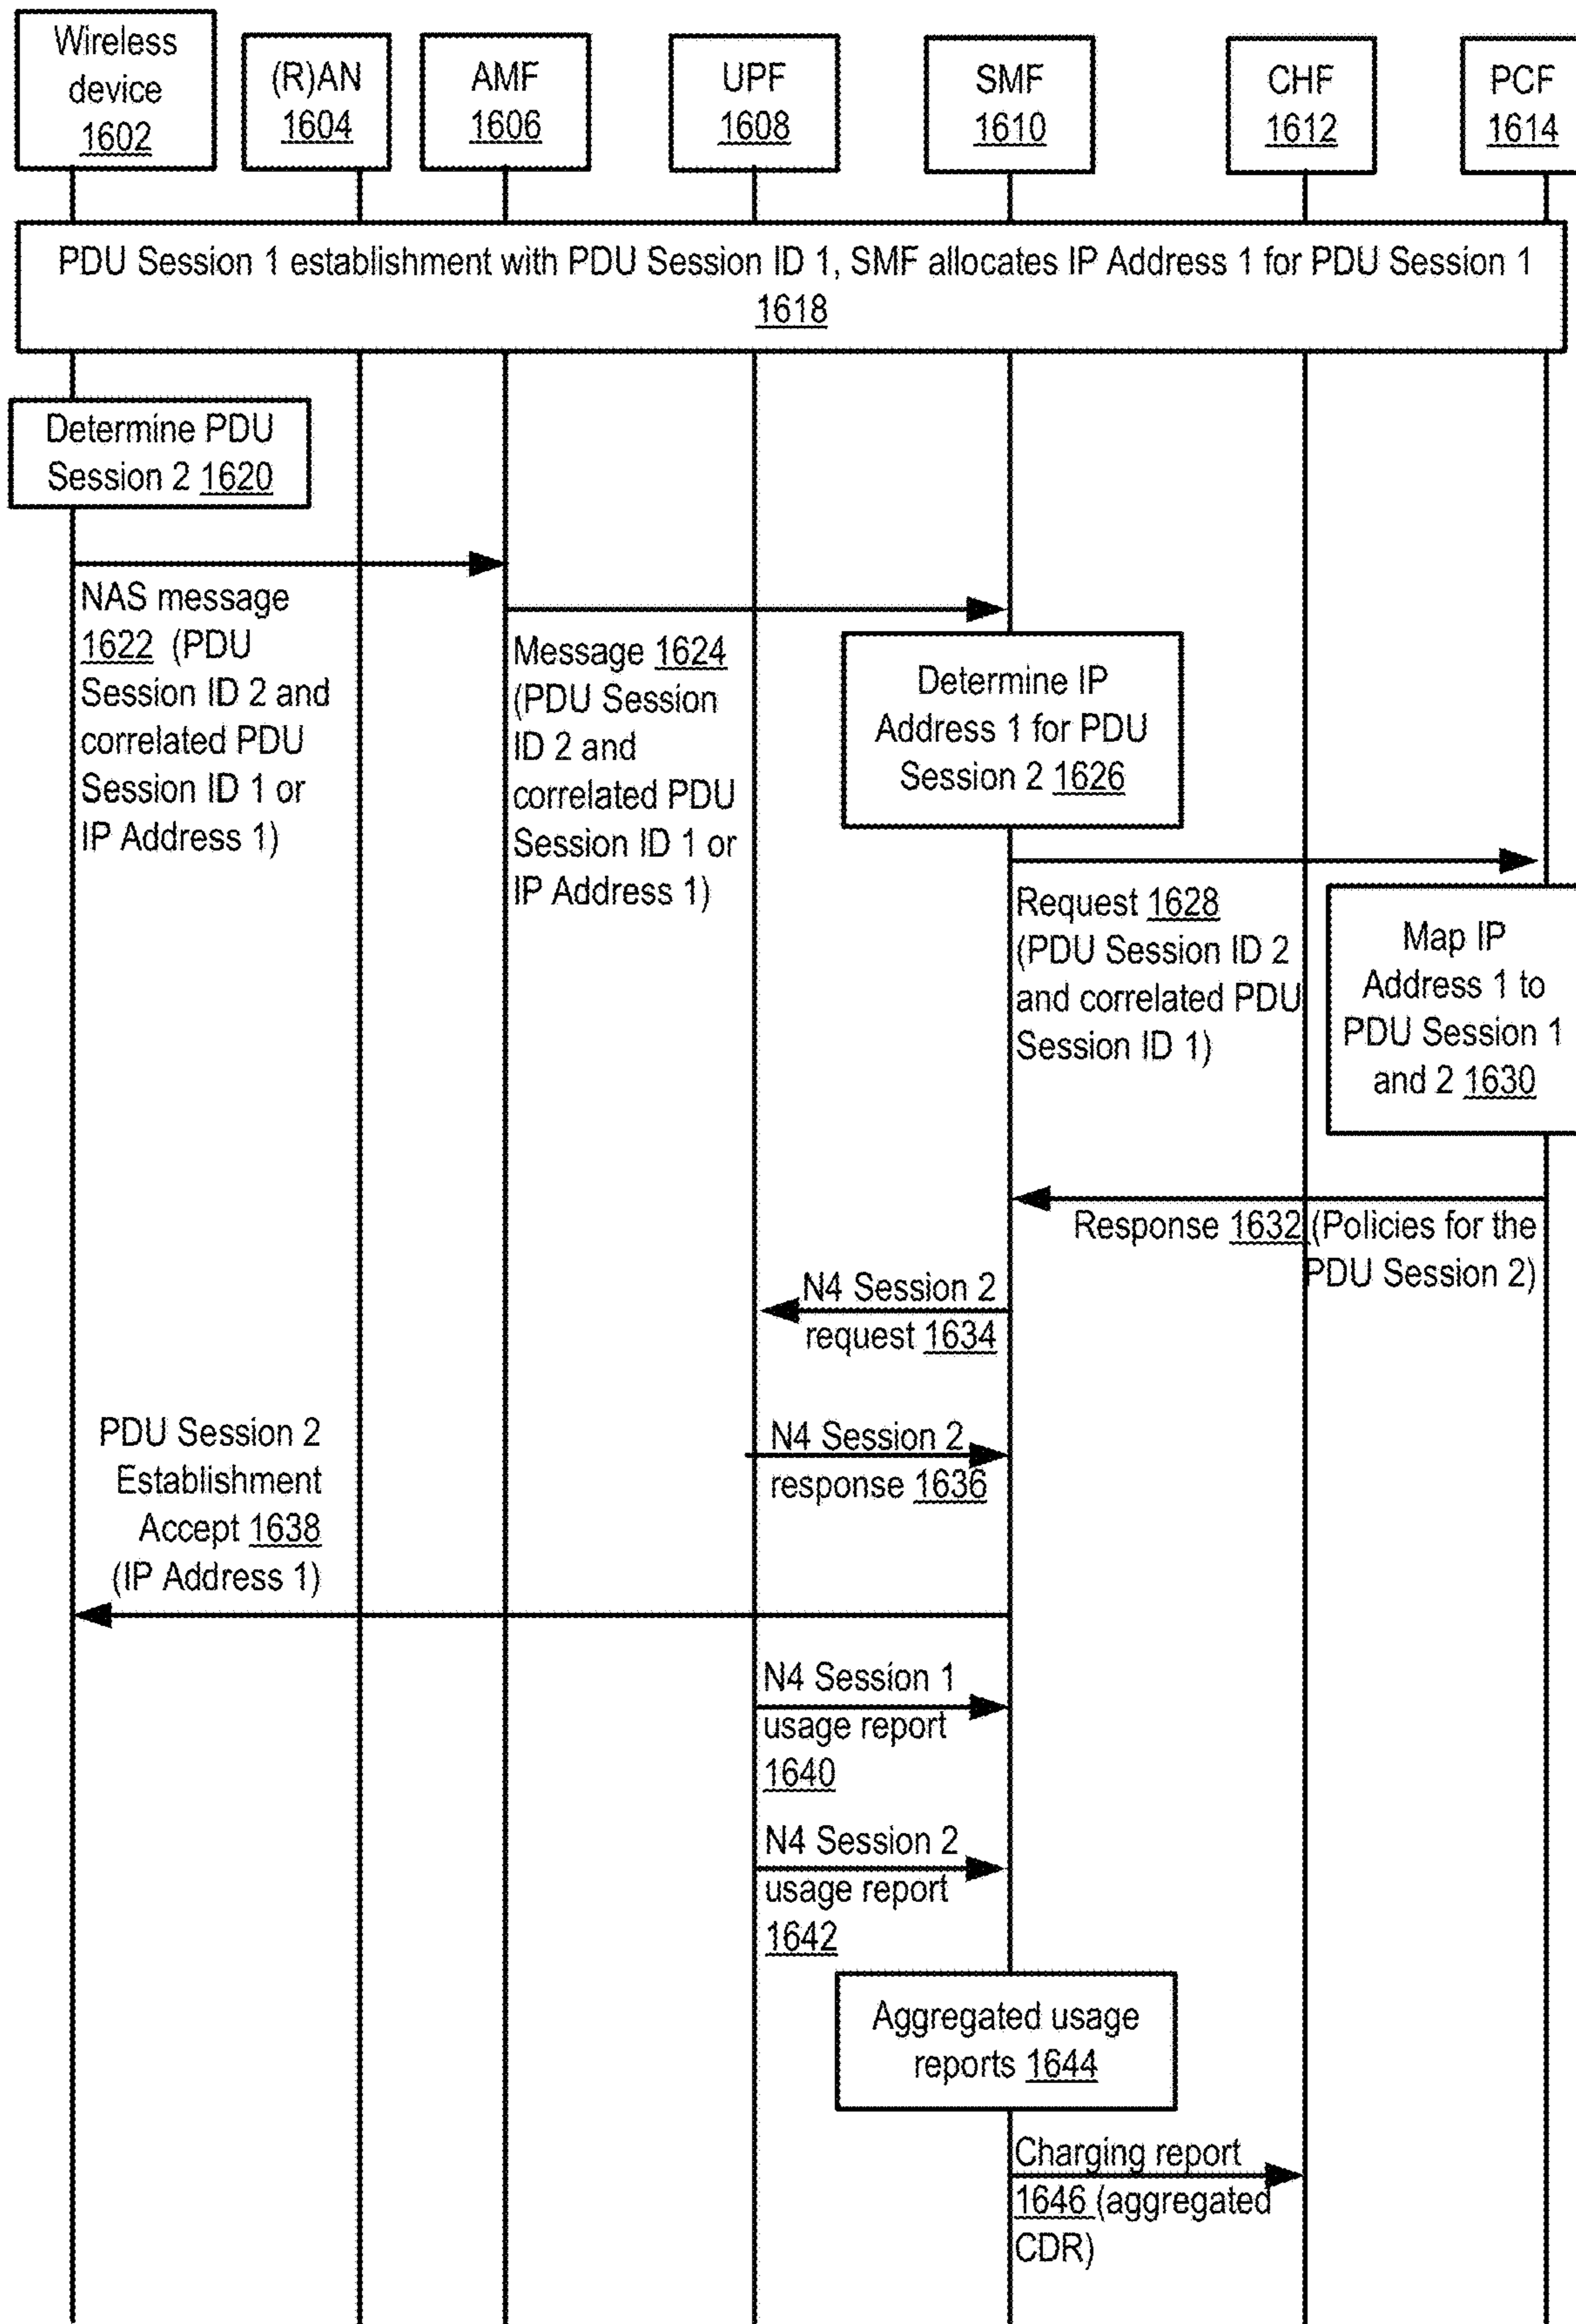 Wireless
device
1602
(R)AN
1604
AMF
1606
UPF
1608
SMF
1610
CHF
1612
PCF
1614
PDU Session 1 establishment with PDU Session ID 1, SMF allocates IP Address 1 for PDU Session 1
1618
Determine PDU
Session 2 1620
NAS message
1622 (PDU
Session ID 2 and
correlated PDU
Session ID 1 or
IP Address 1)
Message 1624
(PDU Session
ID 2 and
correlated PDU
Session ID 1 or
IP Address 1)
Determine IP
Address 1 for PDU
Session 2 1626
Request 1628
(PDU Session ID 2
and correlated PDU
Session ID 1)
Map IP
Address 1 to
PDU Session 1
and 2 1630
Response 1632 (Policies for the
PDU Session 2)
N4 Session 2
request 1634
N4 Session 2
response 1636
PDU Session 2
Establishment
Accept 1638
(IP Address 1)
N4 Session 1
usage report
1640
N4 Session 2
usage report
1642
Aggregated usage
reports 1644
Charging report
1646 (aggregated
CDR)